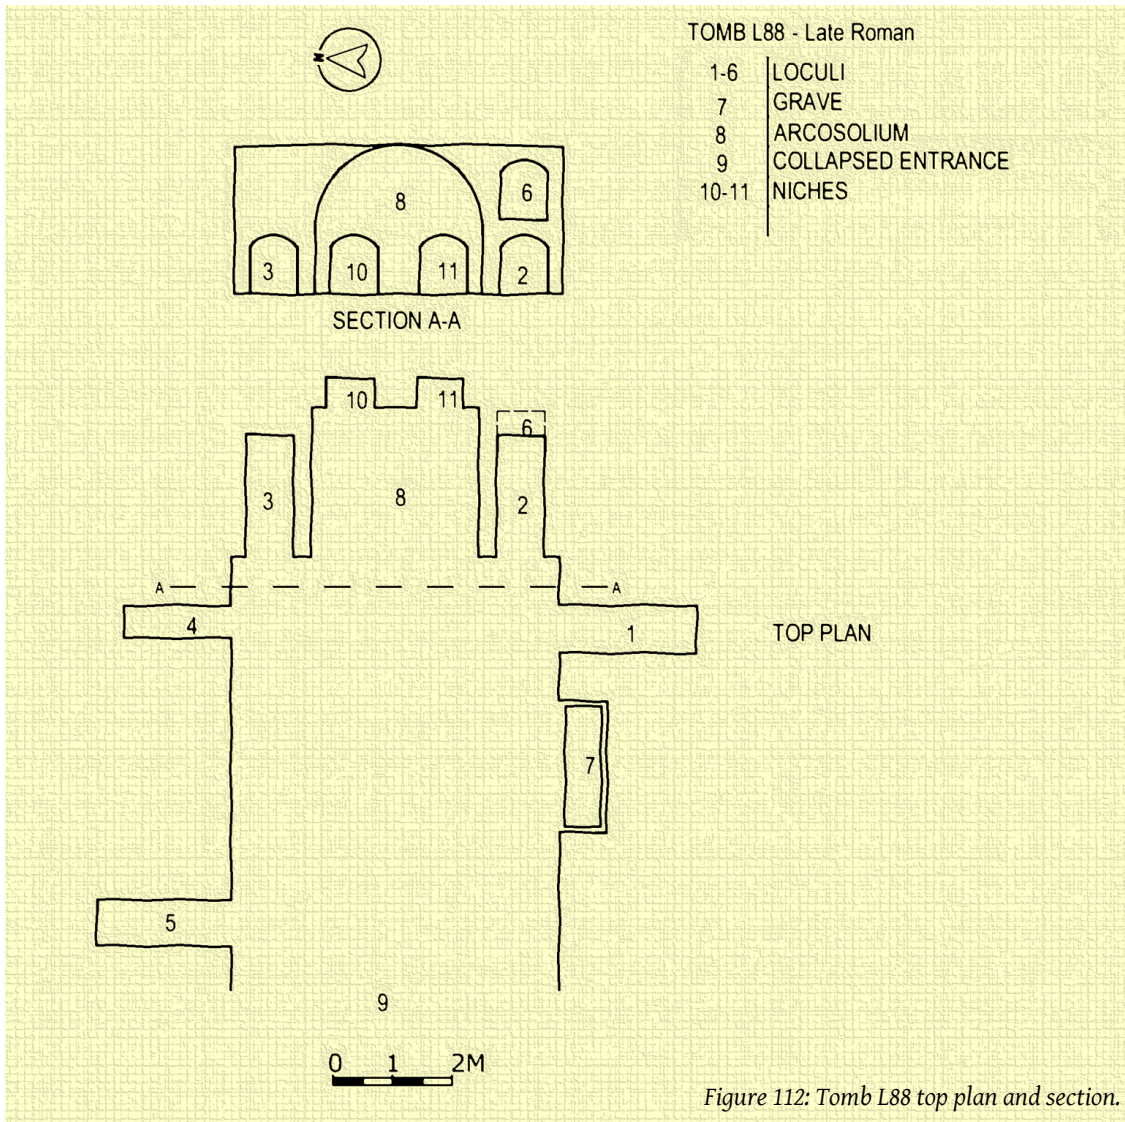 TOMB L88 - Late Roman
1-6 LOCULI
7 GRAVE
8 ARCOSOLIUM
9 COLLAPSED ENTRANCE
10-11 NICHES
N
8
6
3
10
11
2
SECTION A-A
10
11
6
3
8
2
A
A
4
1
TOP PLAN
7
5
9
0 1 2M
Figure 112: Tomb L88 top plan and section.